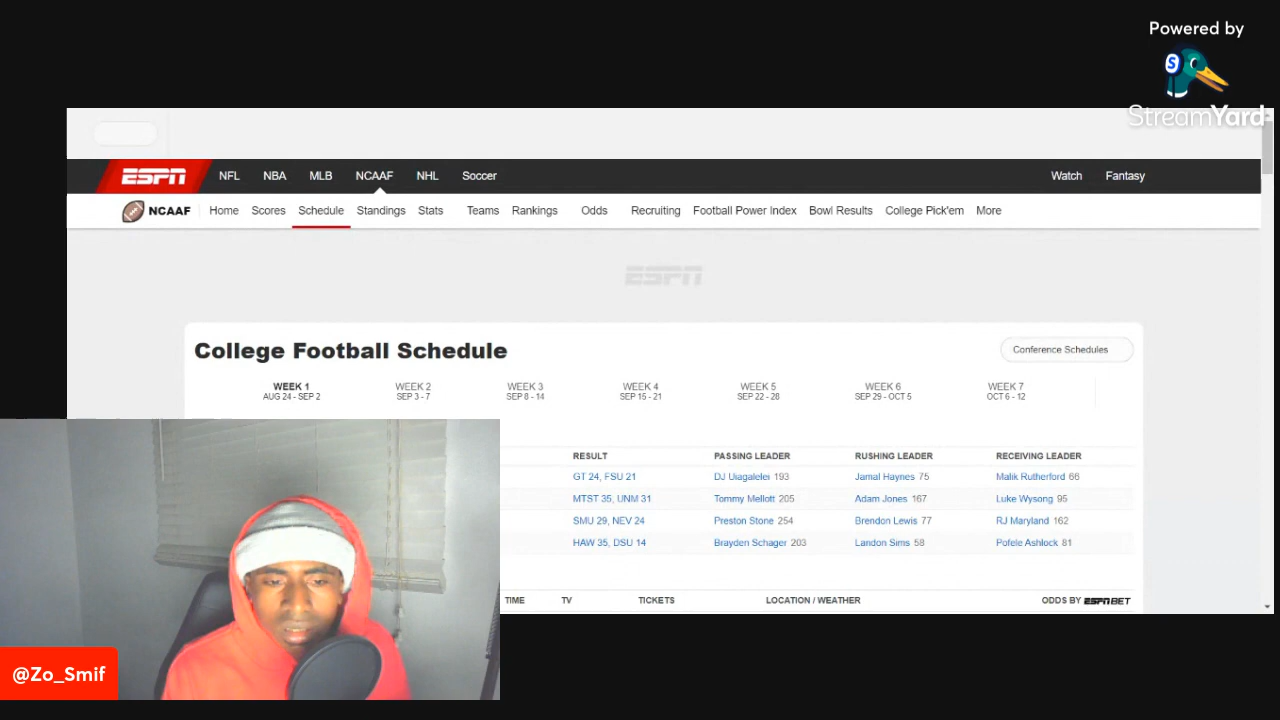 Powered by
S
StreamYard
ESPN NFL NBA MLB NCAAF NHL Soccer Watch Fantasy
NCAAF Home Scores Schedule Standings Stats Teams Rankings Odds Recruiting Football Power Index Bowl Results College Pick'em More
ESPN
College Football Schedule
Conference Schedules
WEEK 1 WEEK 2 WEEK 3 WEEK 4 WEEK 5 WEEK 6 WEEK 7
AUG 24 - SEP 2 SEP 3 - 7 SEP 8 - 14 SEP 15 - 21 SEP 22 - 28 SEP 29 - OCT 5 OCT 6 - 12
RESULT PASSING LEADER RUSHING LEADER RECEIVING LEADER
GT 24, FSU 21 DJ Uiagalelei 193 Jamal Haynes 75 Malik Rutherford 66
MTST 35, UNM 31 Tommy Mellott 205 Adam Jones 167 Luke Wysong 95
SMU 29, NEV 24 Preston Stone 254 Brendon Lewis 77 RJ Maryland 162
HAW 35, DSU 14 Brayden Schager 203 Landon Sims 58 Pofele Ashlock 81
TIME TV TICKETS LOCATION / WEATHER ODDS BY ESPN BET
@Zo_Smif